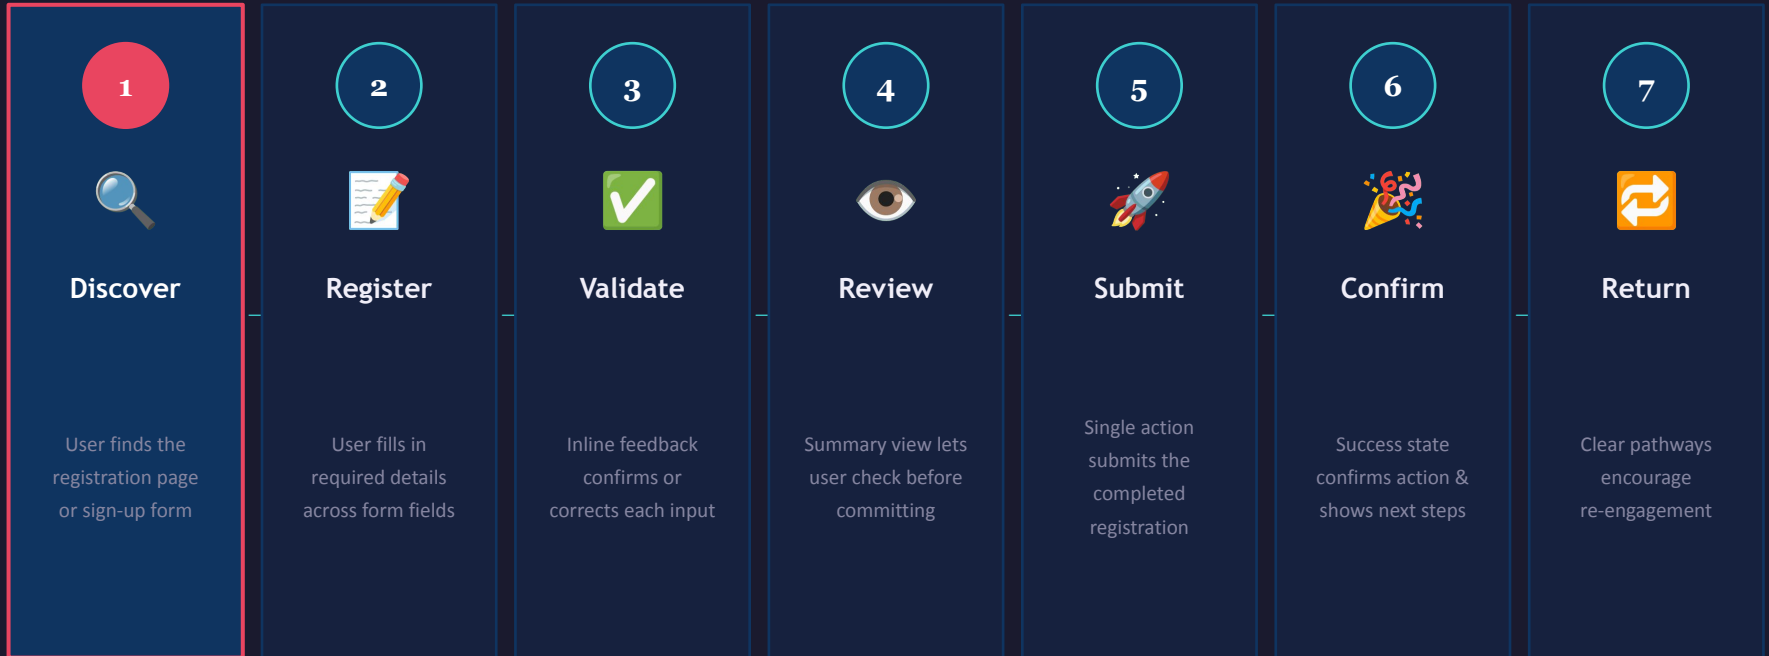 1
Discover
User finds the
registration page
or sign-up form
2
Register
User fills in
required details
across form fields
3
Validate
Inline feedback
confirms or
corrects each input
4
Review
Summary view lets
user check before
committing
5
Submit
Single action
submits the
completed
registration
6
Confirm
Success state
confirms action &
shows next steps
7
Return
Clear pathways
encourage
re-engagement